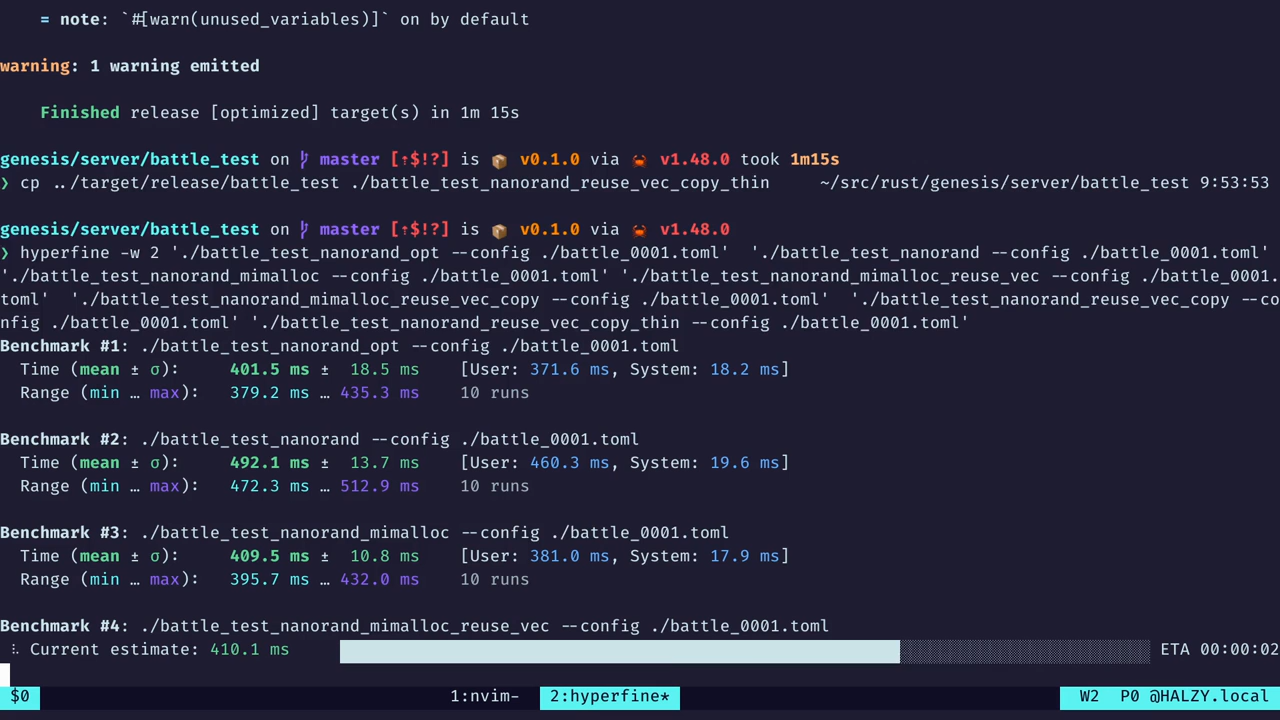 = note: `#[warn(unused_variables)]` on by default
warning: 1 warning emitted
Finished release [optimized] target(s) in 1m 15s
genesis/server/battle_test on master [⇡$!?] is 📦 v0.1.0 via 🦀 v1.48.0 took 1m15s
❯ cp ../target/release/battle_test ./battle_test_nanorand_reuse_vec_copy_thin ~/src/rust/genesis/server/battle_test 9:53:53
genesis/server/battle_test on master [⇡$!?] is 📦 v0.1.0 via 🦀 v1.48.0
❯ hyperfine -w 2 './battle_test_nanorand_opt --config ./battle_0001.toml' './battle_test_nanorand --config ./battle_0001.toml'
'./battle_test_nanorand_mimalloc --config ./battle_0001.toml' './battle_test_nanorand_mimalloc_reuse_vec --config ./battle_0001.
toml' './battle_test_nanorand_mimalloc_reuse_vec_copy --config ./battle_0001.toml' './battle_test_nanorand_reuse_vec_copy --co
nfig ./battle_0001.toml' './battle_test_nanorand_reuse_vec_copy_thin --config ./battle_0001.toml'
Benchmark #1: ./battle_test_nanorand_opt --config ./battle_0001.toml
Time (mean ± σ): 401.5 ms ± 18.5 ms [User: 371.6 ms, System: 18.2 ms]
Range (min … max): 379.2 ms … 435.3 ms 10 runs
Benchmark #2: ./battle_test_nanorand --config ./battle_0001.toml
Time (mean ± σ): 492.1 ms ± 13.7 ms [User: 460.3 ms, System: 19.6 ms]
Range (min … max): 472.3 ms … 512.9 ms 10 runs
Benchmark #3: ./battle_test_nanorand_mimalloc --config ./battle_0001.toml
Time (mean ± σ): 409.5 ms ± 10.8 ms [User: 381.0 ms, System: 17.9 ms]
Range (min … max): 395.7 ms … 432.0 ms 10 runs
Benchmark #4: ./battle_test_nanorand_mimalloc_reuse_vec --config ./battle_0001.toml
Current estimate: 410.1 ms ETA 00:00:02
$0 1:nvim- 2:hyperfine* W2 P0 @HALZY.local